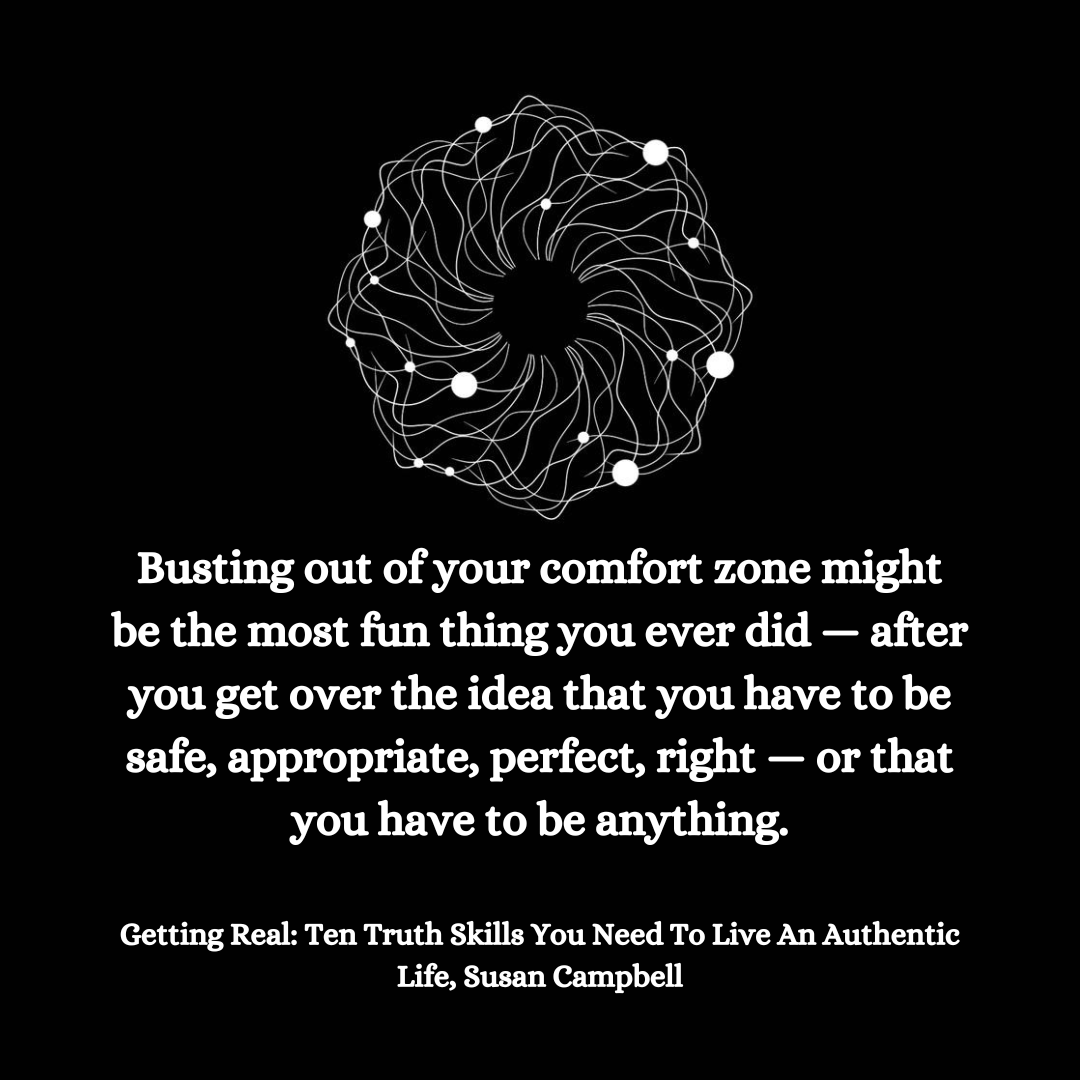 Busting out of your comfort zone might
be the most fun thing you ever did — after
you get over the idea that you have to be
safe, appropriate, perfect, right — or that
you have to be anything.
Getting Real: Ten Truth Skills You Need To Live An Authentic
Life, Susan Campbell